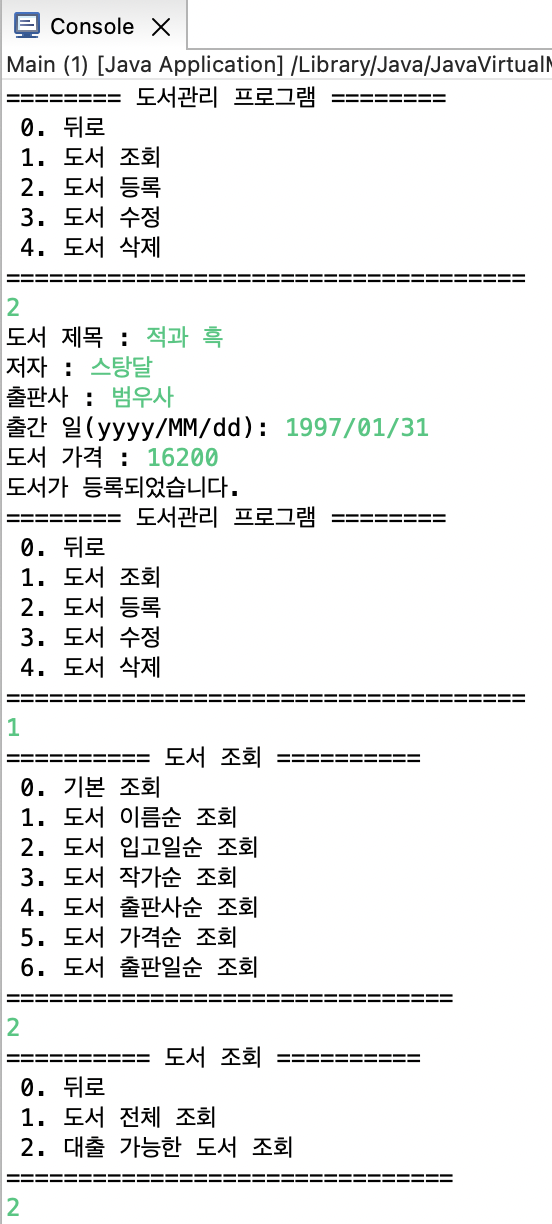 Console
Main (1) [Java Application] /Library/Java/JavaVirtualM
======== 도서관리 프로그램 ========
0. 뒤로
1. 도서 조회
2. 도서 등록
3. 도서 수정
4. 도서 삭제
====================================
2
도서 제목 : 적과 흑
저자 : 스탕달
출판사 : 범우사
출간 일(yyyy/MM/dd): 1997/01/31
도서 가격 : 16200
도서가 등록되었습니다.
======== 도서관리 프로그램 ========
0. 뒤로
1. 도서 조회
2. 도서 등록
3. 도서 수정
4. 도서 삭제
====================================
1
========== 도서 조회 ==========
0. 기본 조회
1. 도서 이름순 조회
2. 도서 입고일순 조회
3. 도서 작가순 조회
4. 도서 출판사순 조회
5. 도서 가격순 조회
6. 도서 출판일순 조회
===============================
2
========== 도서 조회 ==========
0. 뒤로
1. 도서 전체 조회
2. 대출 가능한 도서 조회
===============================
2